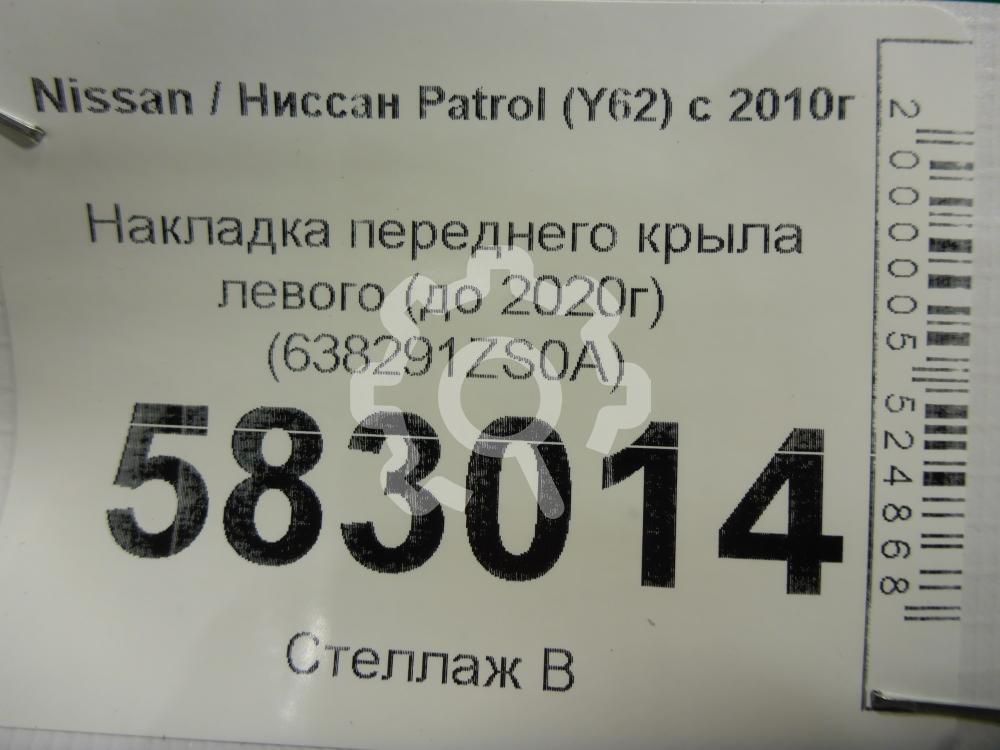 Nissan / Ниссан Patrol (Y62) с 2010г
Накладка переднего крыла
левого (до 2020г)
(638291ZS0A)
583014
Стеллаж В
2000005524868